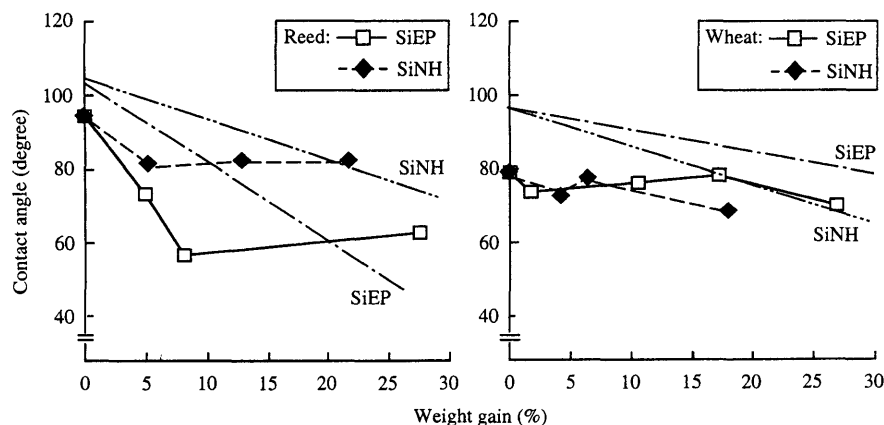 Contact angle (degree)
120
100
80
60
40
0
5
10
15
20
25
30
Reed: SiEP
SiNH
SiNH
SiEP
120
100
80
60
40
0
5
10
15
20
25
30
Wheat: SiEP
SiNH
SiEP
SiNH
Weight gain (%)